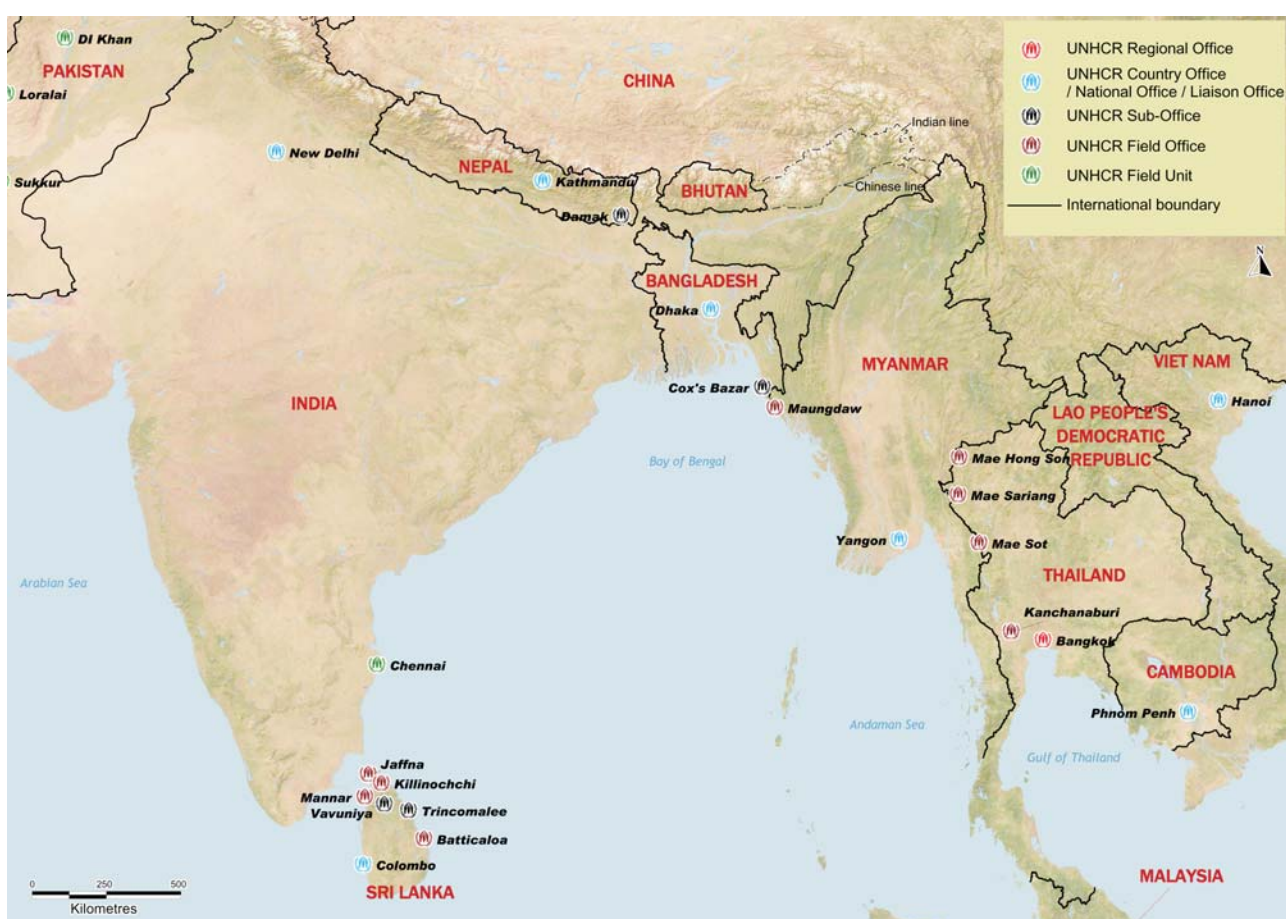 DI Khan
PAKISTAN
Loralai
Sukkur
New Delhi
CHINA
NEPAL
Kathmandu
Damak
BHUTAN
Indian line
Chinese line
BANGLADESH
Dhaka
INDIA
Cox's Bazar
Maungdaw
MYANMAR
VIET NAM
Hanoi
LAO PEOPLE'S
DEMOCRATIC
REPUBLIC
Bay of Bengal
Mae Hong Son
Mae Sariang
Yangon
Mae Sot
THAILAND
Arabian Sea
Kanchanaburi
Bangkok
Chennai
CAMBODIA
Phnom Penh
Andaman Sea
Gulf of Thailand
Jaffna
Killinochchi
Mannar
Vavuniya
Trincomalee
Batticaloa
Colombo
SRI LANKA
MALAYSIA
UNHCR Regional Office
UNHCR Country Office
/ National Office / Liaison Office
UNHCR Sub-Office
UNHCR Field Office
UNHCR Field Unit
International boundary
N
0 250 500
Kilometres